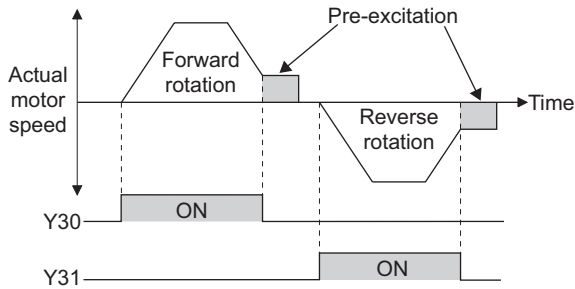 Pre-excitation
Forward
rotation
Actual
motor
speed
Time
Reverse
rotation
Y30
ON
Y31
ON